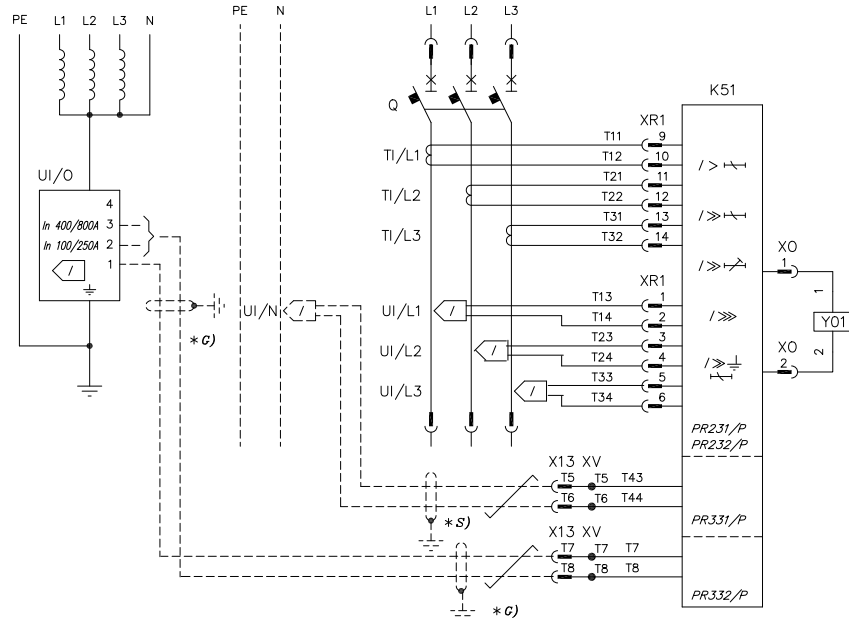 PE L1 L2 L3 N
PE N
L1 L2 L3
Q
K51
UI/O
4
In 400/800A 3
In 100/250A 2
/ 1
*G)
XR1
TI/L1 T11 9
T12 10
/>
TI/L2 T21 11
T22 12
/≫
TI/L3 T31 13
T32 14
/≫
XR1
UI/N /
UI/L1 / T13 1
T14 2
/⋙
UI/L2 / T23 3
T24 4
/≫
UI/L3 / T33 5
T34 6
XO
1
1
Y01
XO
2
2
PR231/P
PR232/P
X13 XV
T5 T5 T43
T6 T6 T44
*S)
PR331/P
X13 XV
T7 T7 T7
T8 T8 T8
*G)
PR332/P